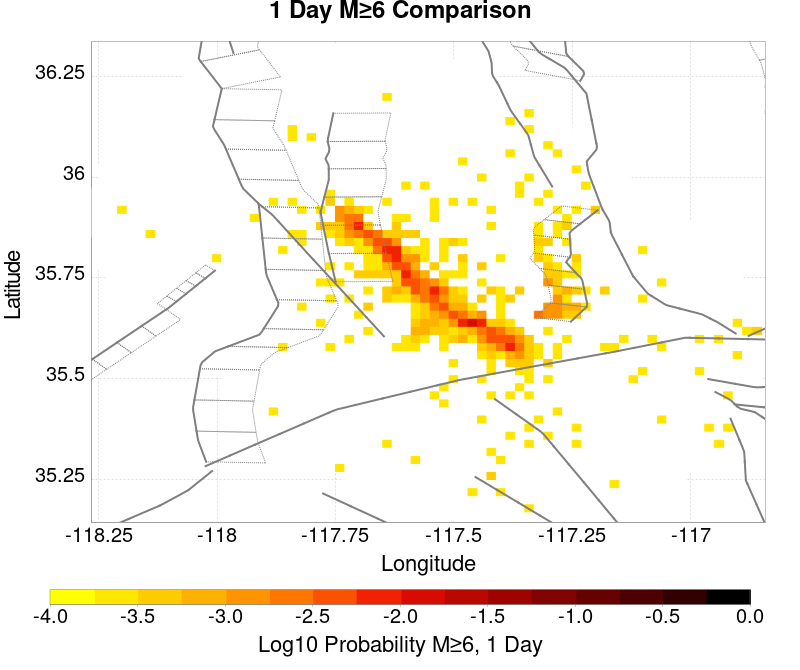 1 Day M≥6 Comparison
36.25
36
35.75
35.5
35.25
Latitude
-118.25 -118 -117.75 -117.5 -117.25 -117
Longitude
-4.0 -3.5 -3.0 -2.5 -2.0 -1.5 -1.0 -0.5 0.0
Log10 Probability M≥6, 1 Day